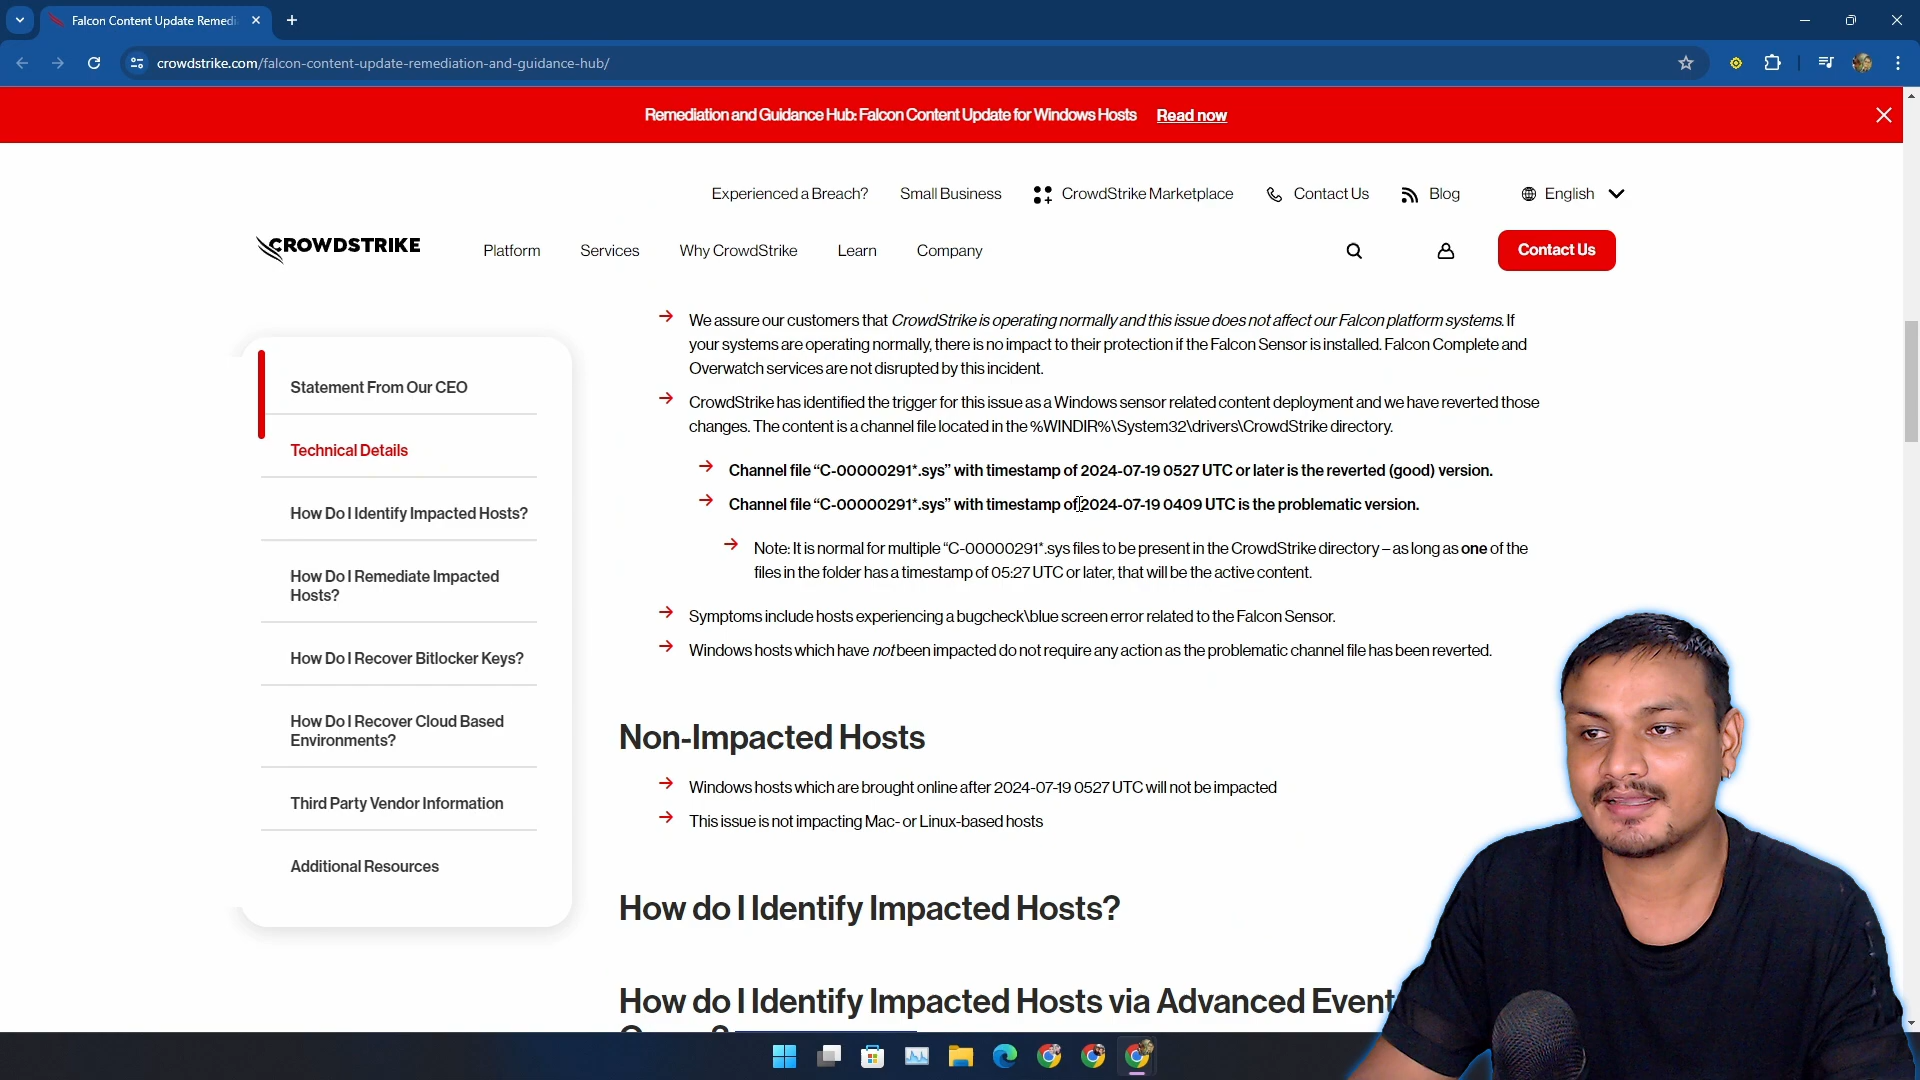 Falcon Content Update Remedi
crowdstrike.com/falcon-content-update-remediation-and-guidance-hub/
Remediation and Guidance Hub: Falcon Content Update for Windows Hosts Read now
Experienced a Breach? Small Business CrowdStrike Marketplace Contact Us Blog English
CROWDSTRIKE Platform Services Why CrowdStrike Learn Company Contact Us
Statement From Our CEO
Technical Details
How Do I Identify Impacted Hosts?
How Do I Remediate Impacted
Hosts?
How Do I Recover Bitlocker Keys?
How Do I Recover Cloud Based
Environments?
Third Party Vendor Information
Additional Resources
We assure our customers that CrowdStrike is operating normally and this issue does not affect our Falcon platform systems. If
your systems are operating normally, there is no impact to their protection if the Falcon Sensor is installed. Falcon Complete and
Overwatch services are not disrupted by this incident.
CrowdStrike has identified the trigger for this issue as a Windows sensor related content deployment and we have reverted those
changes. The content is a channel file located in the %WINDIR%\System32\drivers\CrowdStrike directory.
Channel file “C-00000291*.sys” with timestamp of 2024-07-19 0527 UTC or later is the reverted (good) version.
Channel file “C-00000291*.sys” with timestamp of 2024-07-19 0409 UTC is the problematic version.
Note: It is normal for multiple “C-00000291*.sys files to be present in the CrowdStrike directory – as long as one of the
files in the folder has a timestamp of 05:27 UTC or later, that will be the active content.
Symptoms include hosts experiencing a bugcheck\blue screen error related to the Falcon Sensor.
Windows hosts which have not been impacted do not require any action as the problematic channel file has been reverted.
Non-Impacted Hosts
Windows hosts which are brought online after 2024-07-19 0527 UTC will not be impacted
This issue is not impacting Mac- or Linux-based hosts
How do I Identify Impacted Hosts?
How do I Identify Impacted Hosts via Advanced Event